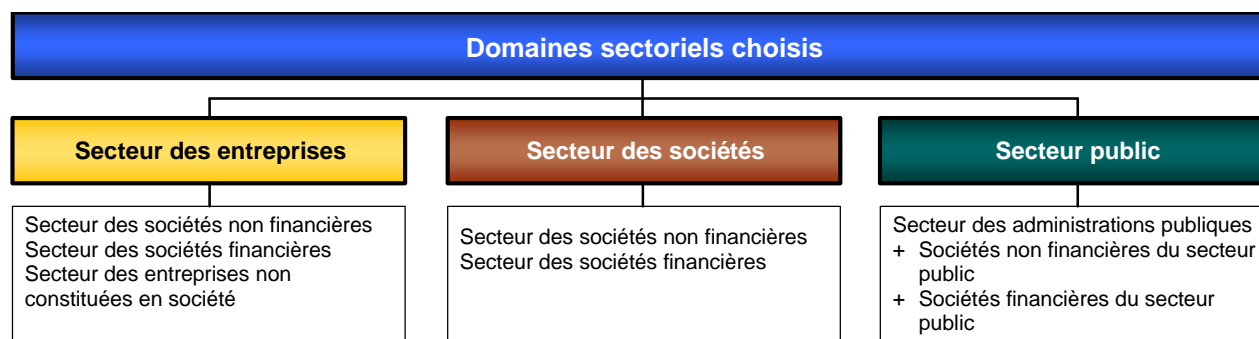 Domaines sectoriels choisis
Secteur des entreprises
Secteur des sociétés
Secteur public
Secteur des sociétés non financières
Secteur des sociétés financières
Secteur des entreprises non
constituées en société
Secteur des sociétés non financières
Secteur des sociétés financières
Secteur des administrations publiques
+ Sociétés non financières du secteur
public
+ Sociétés financières du secteur
public